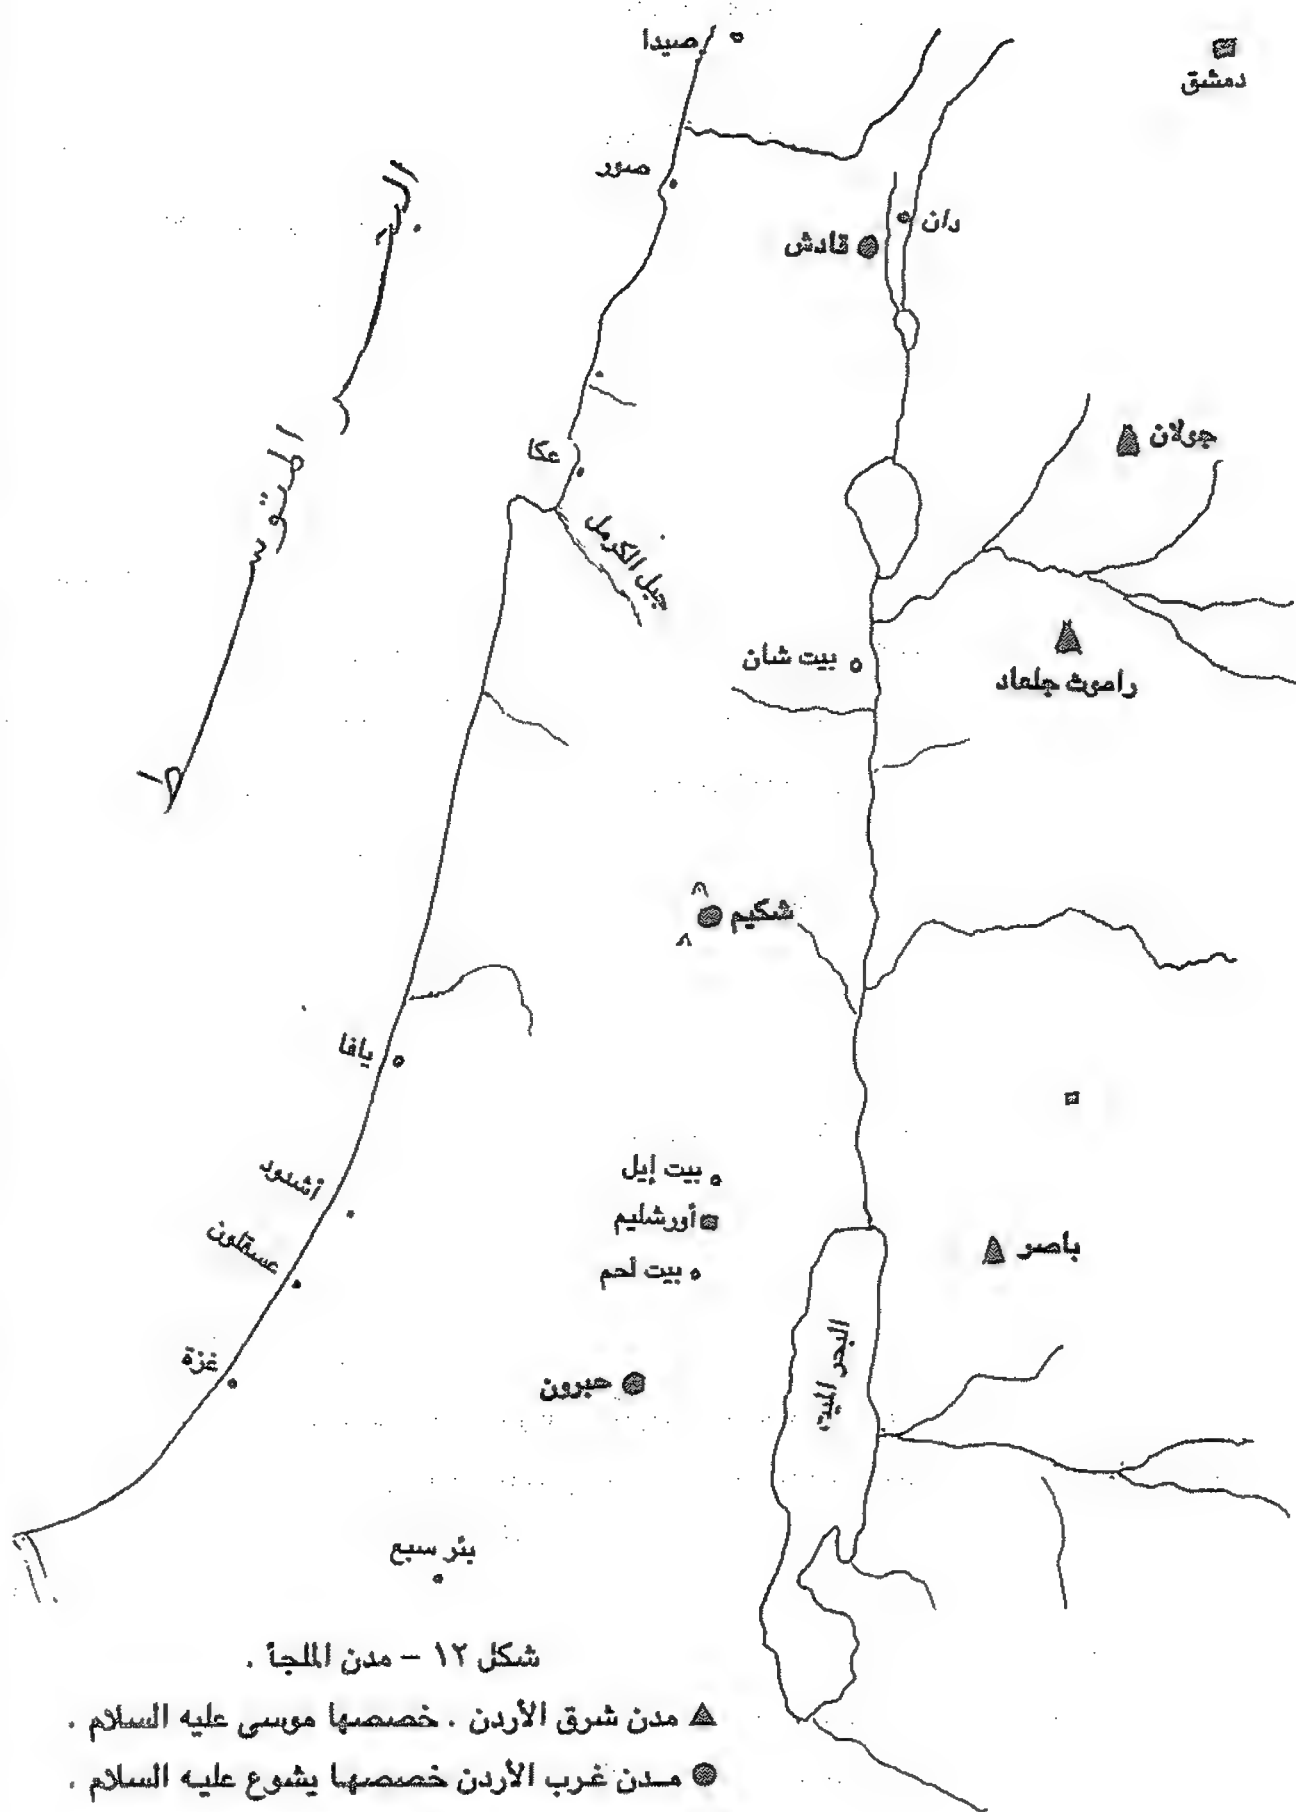 صيدا
دمشق
صور
دان
قادش
البحر المتوسط
جولان
عكا
جبل الكرمل
بيت شان
راموث جلعاد
شكيم
يافا
بيت إيل
أشدود
أورشليم
عسقلون
باصر
بيت لحم
البحر الميت
غزة
حبرون
بئر سبع
شكل ١٢ - مدن الملجأ .
مدن شرق الأردن . خصصها موسى عليه السلام .
مدن غرب الأردن خصصها يشوع عليه السلام .